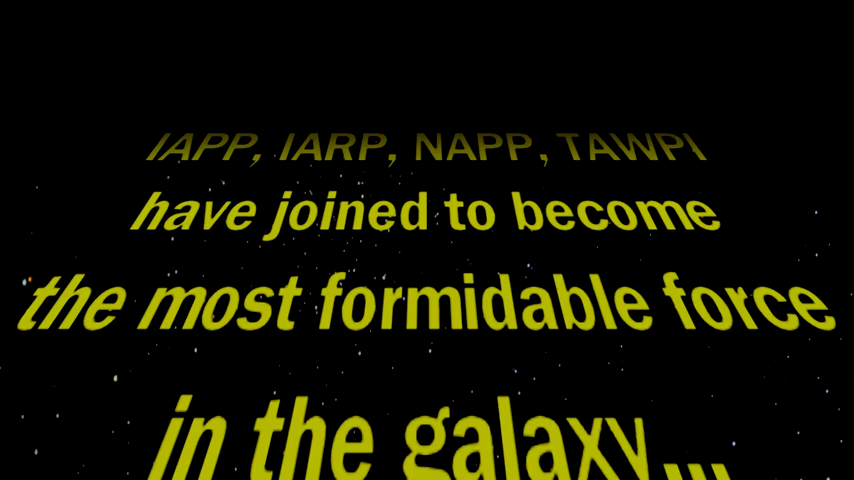 IAPP, IARP, NAPP, TAWPI
have joined to become
the most formidable force
in the galaxy...